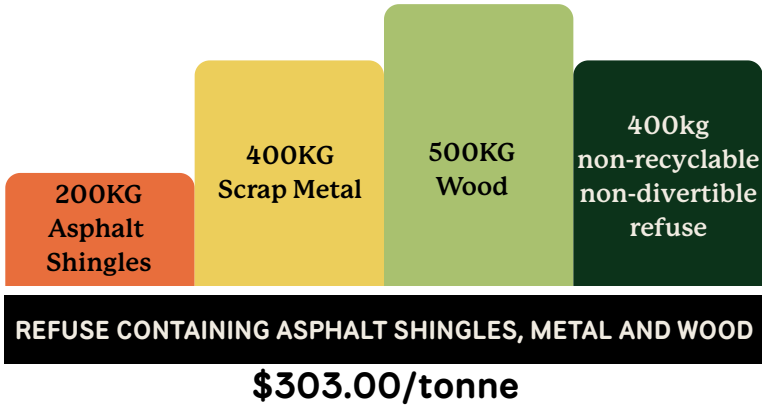 200KG
Asphalt
Shingles
400KG
Scrap Metal
500KG
Wood
400kg
non-recyclable
non-divertible
refuse
REFUSE CONTAINING ASPHALT SHINGLES, METAL AND WOOD
$303.00/tonne